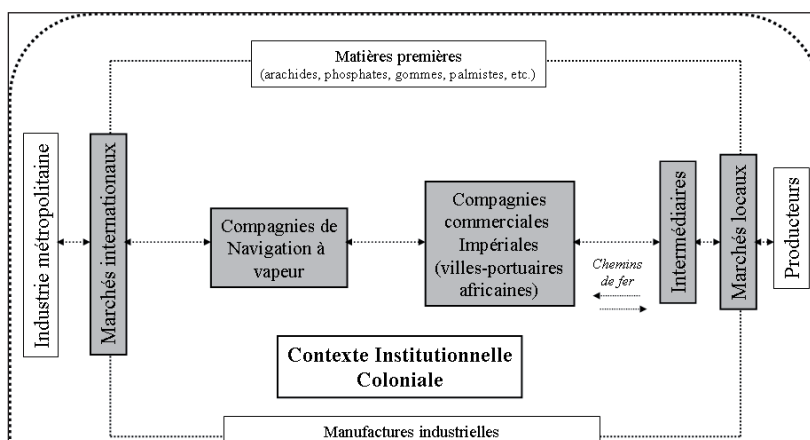 Matières premières
(arachides, phosphates, gommes, palmistes, etc.)
Industrie métropolitaine
Marchés internationaux
Compagnies de
Navigation à
vapeur
Compagnies
commerciales
Impériales
(villes-portuaires
africaines)
Chemins
de fer
Intermédiaires
Marchés locaux
Producteurs
Contexte Institutionnelle
Coloniale
Manufactures industrielles